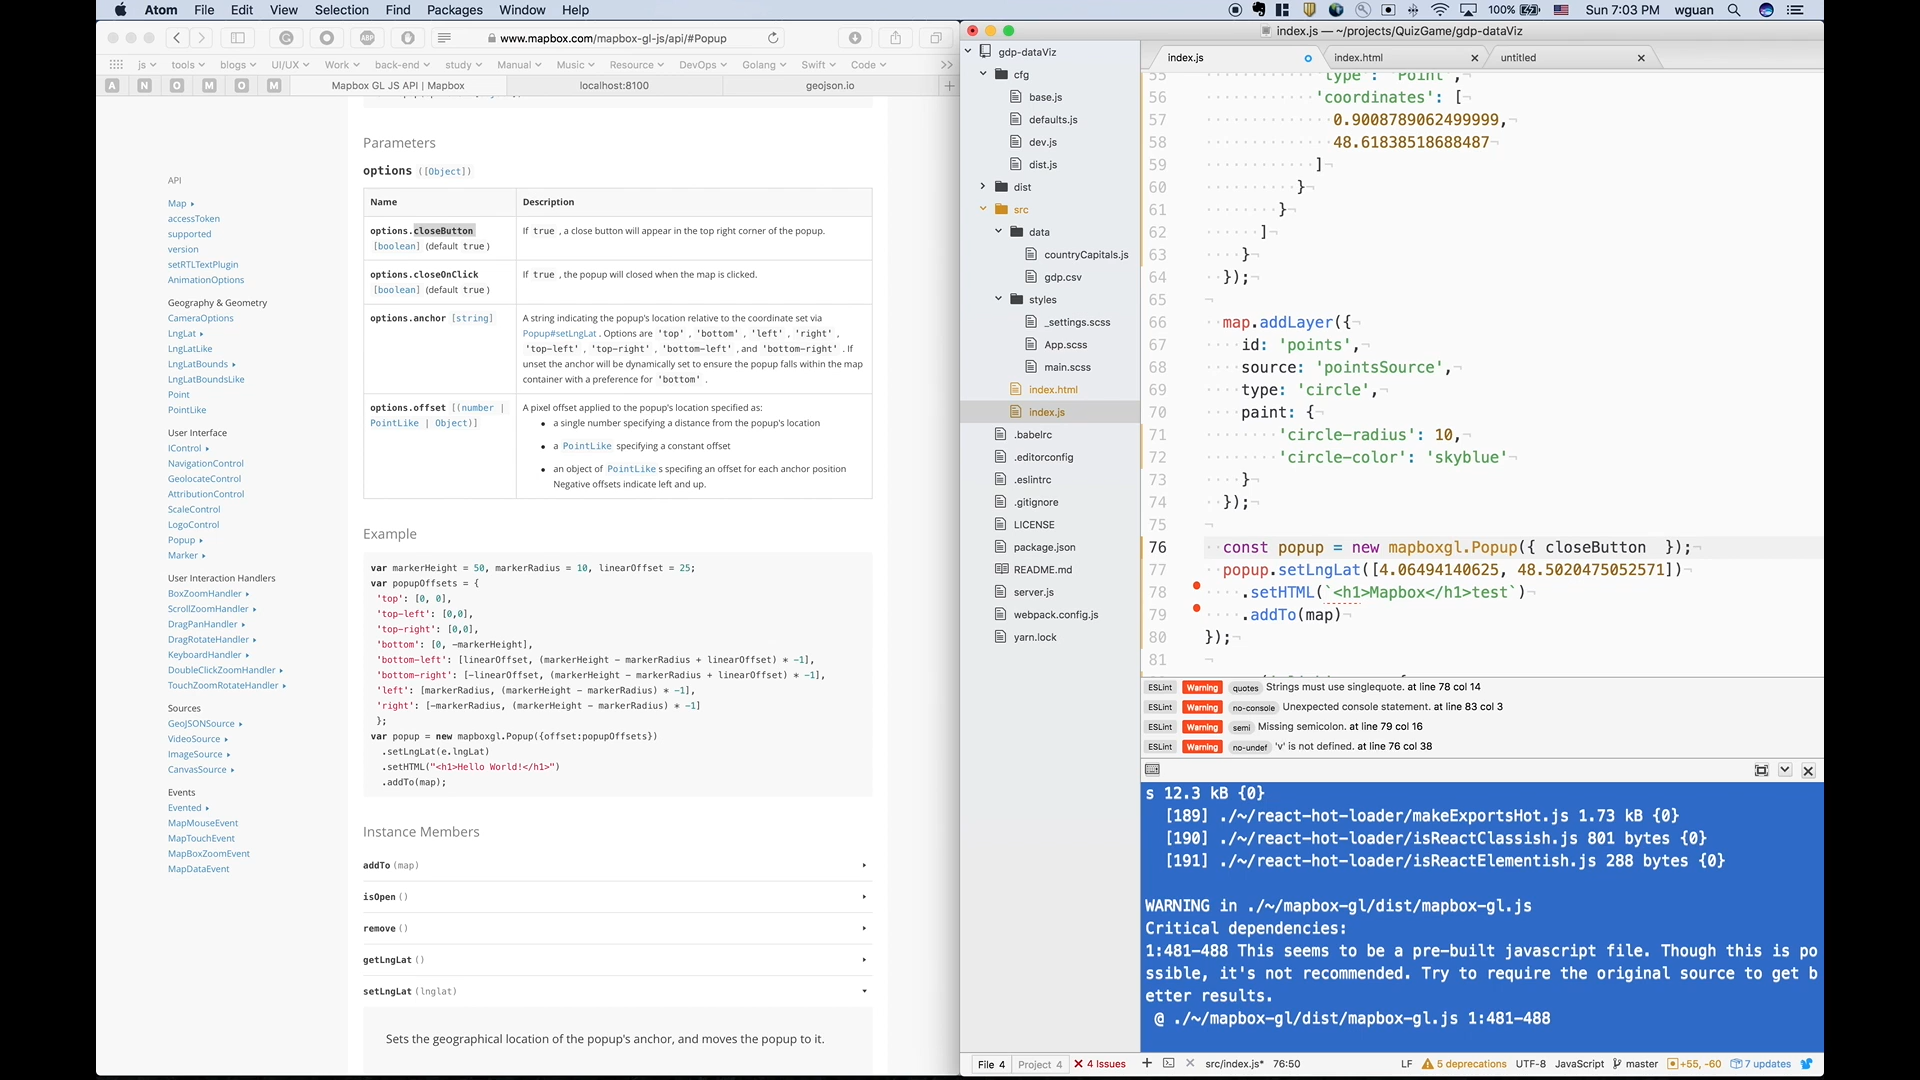 Atom File Edit View Selection Find Packages Window Help
100% Sun 7:03 PM wguan
www.mapbox.com/mapbox-gl-js/api/#Popup
js tools blogs UI/UX Work back-end study Manual Music Resource DevOps Golang Swift Code >>
A N O M O M Mapbox GL JS API | Mapbox localhost:8100 geojson.io +
API
Map
accessToken
supported
version
setRTLTextPlugin
AnimationOptions
Geography & Geometry
CameraOptions
LngLat
LngLatLike
LngLatBounds
LngLatBoundsLike
Point
PointLike
User Interface
IControl
NavigationControl
GeolocateControl
AttributionControl
ScaleControl
LogoControl
Popup
Marker
User Interaction Handlers
BoxZoomHandler
ScrollZoomHandler
DragPanHandler
DragRotateHandler
KeyboardHandler
DoubleClickZoomHandler
TouchZoomRotateHandler
Sources
GeoJSONSource
VideoSource
ImageSource
CanvasSource
Events
Evented
MapMouseEvent
MapTouchEvent
MapBoxZoomEvent
MapDataEvent
Parameters
options ([Object])
Name Description
options.closeButton
[boolean] (default true)
If true , a close button will appear in the top right corner of the popup.
options.closeOnClick
[boolean] (default true)
If true , the popup will closed when the map is clicked.
options.anchor [string]
A string indicating the popup's location relative to the coordinate set via
Popup#setLngLat . Options are 'top' , 'bottom' , 'left' , 'right' ,
'top-left' , 'top-right' , 'bottom-left' , and 'bottom-right' . If
unset the anchor will be dynamically set to ensure the popup falls within the map
container with a preference for 'bottom' .
options.offset [(number |
PointLike | Object)]
A pixel offset applied to the popup's location specified as:
• a single number specifying a distance from the popup's location
• a PointLike specifying a constant offset
• an object of PointLike s specifing an offset for each anchor position
Negative offsets indicate left and up.
Example
var markerHeight = 50, markerRadius = 10, linearOffset = 25;
var popupOffsets = {
'top': [0, 0],
'top-left': [0,0],
'top-right': [0,0],
'bottom': [0, -markerHeight],
'bottom-left': [linearOffset, (markerHeight - markerRadius + linearOffset) * -1],
'bottom-right': [-linearOffset, (markerHeight - markerRadius + linearOffset) * -1],
'left': [markerRadius, (markerHeight - markerRadius) * -1],
'right': [-markerRadius, (markerHeight - markerRadius) * -1]
};
var popup = new mapboxgl.Popup({offset:popupOffsets})
.setLngLat(e.lngLat)
.setHTML("<h1>Hello World!</h1>")
.addTo(map);
Instance Members
addTo (map)
isOpen ()
remove ()
getLngLat ()
setLngLat (lnglat)
Sets the geographical location of the popup's anchor, and moves the popup to it.
index.js — ~/projects/QuizGame/gdp-dataViz
gdp-dataViz
cfg
base.js
defaults.js
dev.js
dist.js
dist
src
data
countryCapitals.js
gdp.csv
styles
_settings.scss
App.scss
main.scss
index.html
index.js
.babelrc
.editorconfig
.eslintrc
.gitignore
LICENSE
package.json
README.md
server.js
webpack.config.js
yarn.lock
index.js index.html untitled
55 'type': 'Point',
56 'coordinates': [
57 0.9008789062499999,
58 48.61838518688487
59 ]
60 }
61 }
62 ]
63 }
64 });
65
66 map.addLayer({
67 id: 'points',
68 source: 'pointsSource',
69 type: 'circle',
70 paint: {
71 'circle-radius': 10,
72 'circle-color': 'skyblue'
73 }
74 });
75
76 const popup = new mapboxgl.Popup({ closeButton  });
77 popup.setLngLat([4.06494140625, 48.5020475052571])
78 .setHTML(`<h1>Mapbox</h1>test`)
79 .addTo(map)
80 });
81
ESLint Warning quotes Strings must use singlequote. at line 78 col 14
ESLint Warning no-console Unexpected console statement. at line 83 col 3
ESLint Warning semi Missing semicolon. at line 79 col 16
ESLint Warning no-undef 'v' is not defined. at line 76 col 38
s 12.3 kB {0}
[189] ./~/react-hot-loader/makeExportsHot.js 1.73 kB {0}
[190] ./~/react-hot-loader/isReactClassish.js 801 bytes {0}
[191] ./~/react-hot-loader/isReactElementish.js 288 bytes {0}
WARNING in ./~/mapbox-gl/dist/mapbox-gl.js
Critical dependencies:
1:481-488 This seems to be a pre-built javascript file. Though this is po
ssible, it's not recommended. Try to require the original source to get b
etter results.
@ ./~/mapbox-gl/dist/mapbox-gl.js 1:481-488
File 4 Project 4 4 Issues src/index.js* 76:50 LF 5 deprecations UTF-8 JavaScript master +55, -60 7 updates